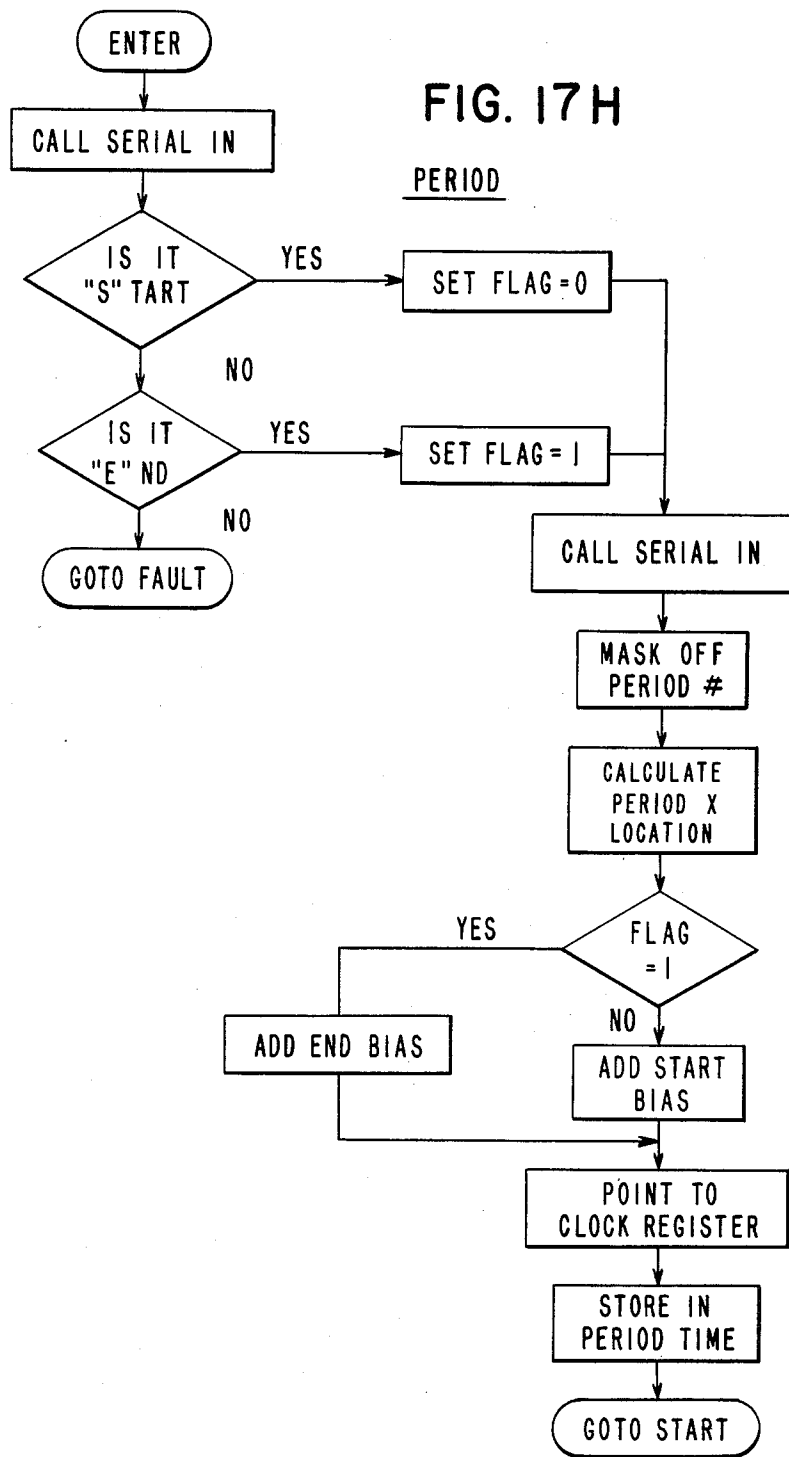 ENTER
FIG. 17H
CALL SERIAL IN
PERIOD
IS IT
"S" TART
YES
SET FLAG = 0
NO
IS IT
"E" ND
YES
SET FLAG = 1
NO
GOTO FAULT
CALL SERIAL IN
MASK OFF
PERIOD #
CALCULATE
PERIOD X
LOCATION
YES
FLAG
= 1
NO
ADD END BIAS
ADD START
BIAS
POINT TO
CLOCK REGISTER
STORE IN
PERIOD TIME
GOTO START